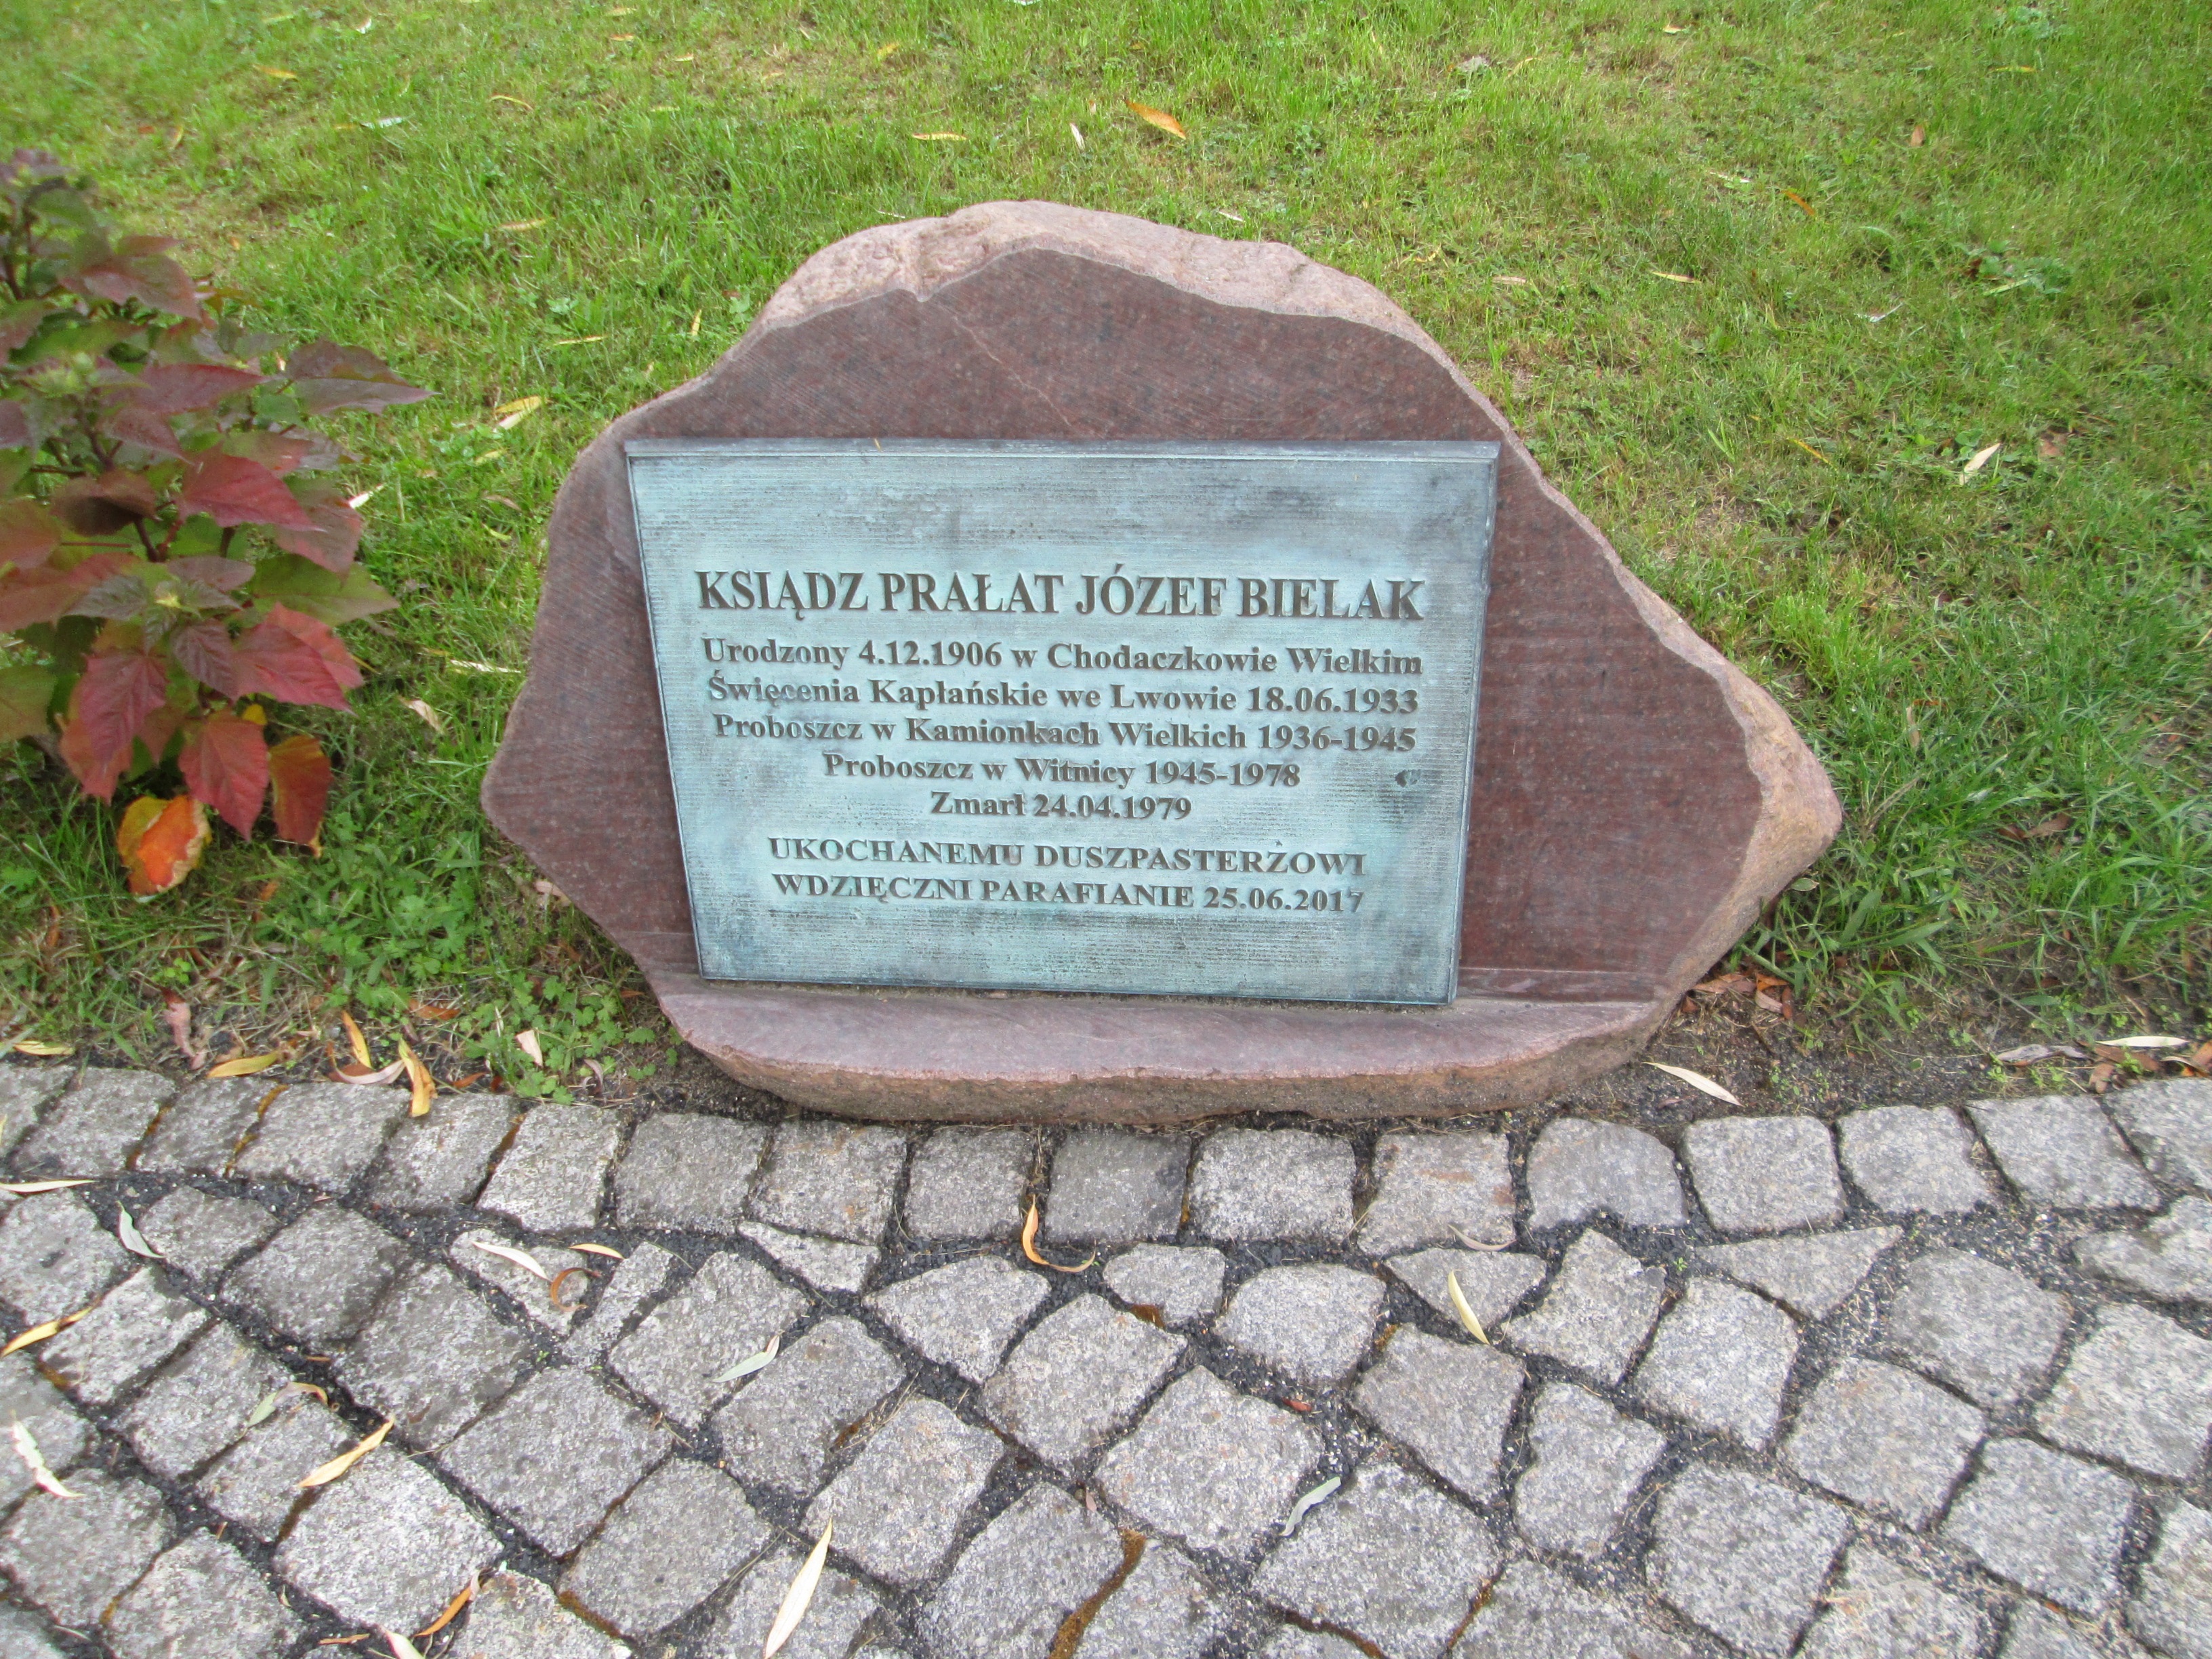 KSIĄDZ PRAŁAT JÓZEF BIELAK
Urodzony 4.12.1906 w Chodaczkowie Wielkim
Święcenia Kapłańskie we Lwowie 18.06.1933
Proboszcz w Kamionkach Wielkich 1936-1945
Proboszcz w Witnicy 1945-1978
Zmarł 24.04.1979
UKOCHANEMU DUSZPASTERZOWI
WDZIĘCZNI PARAFIANIE 25.06.2017